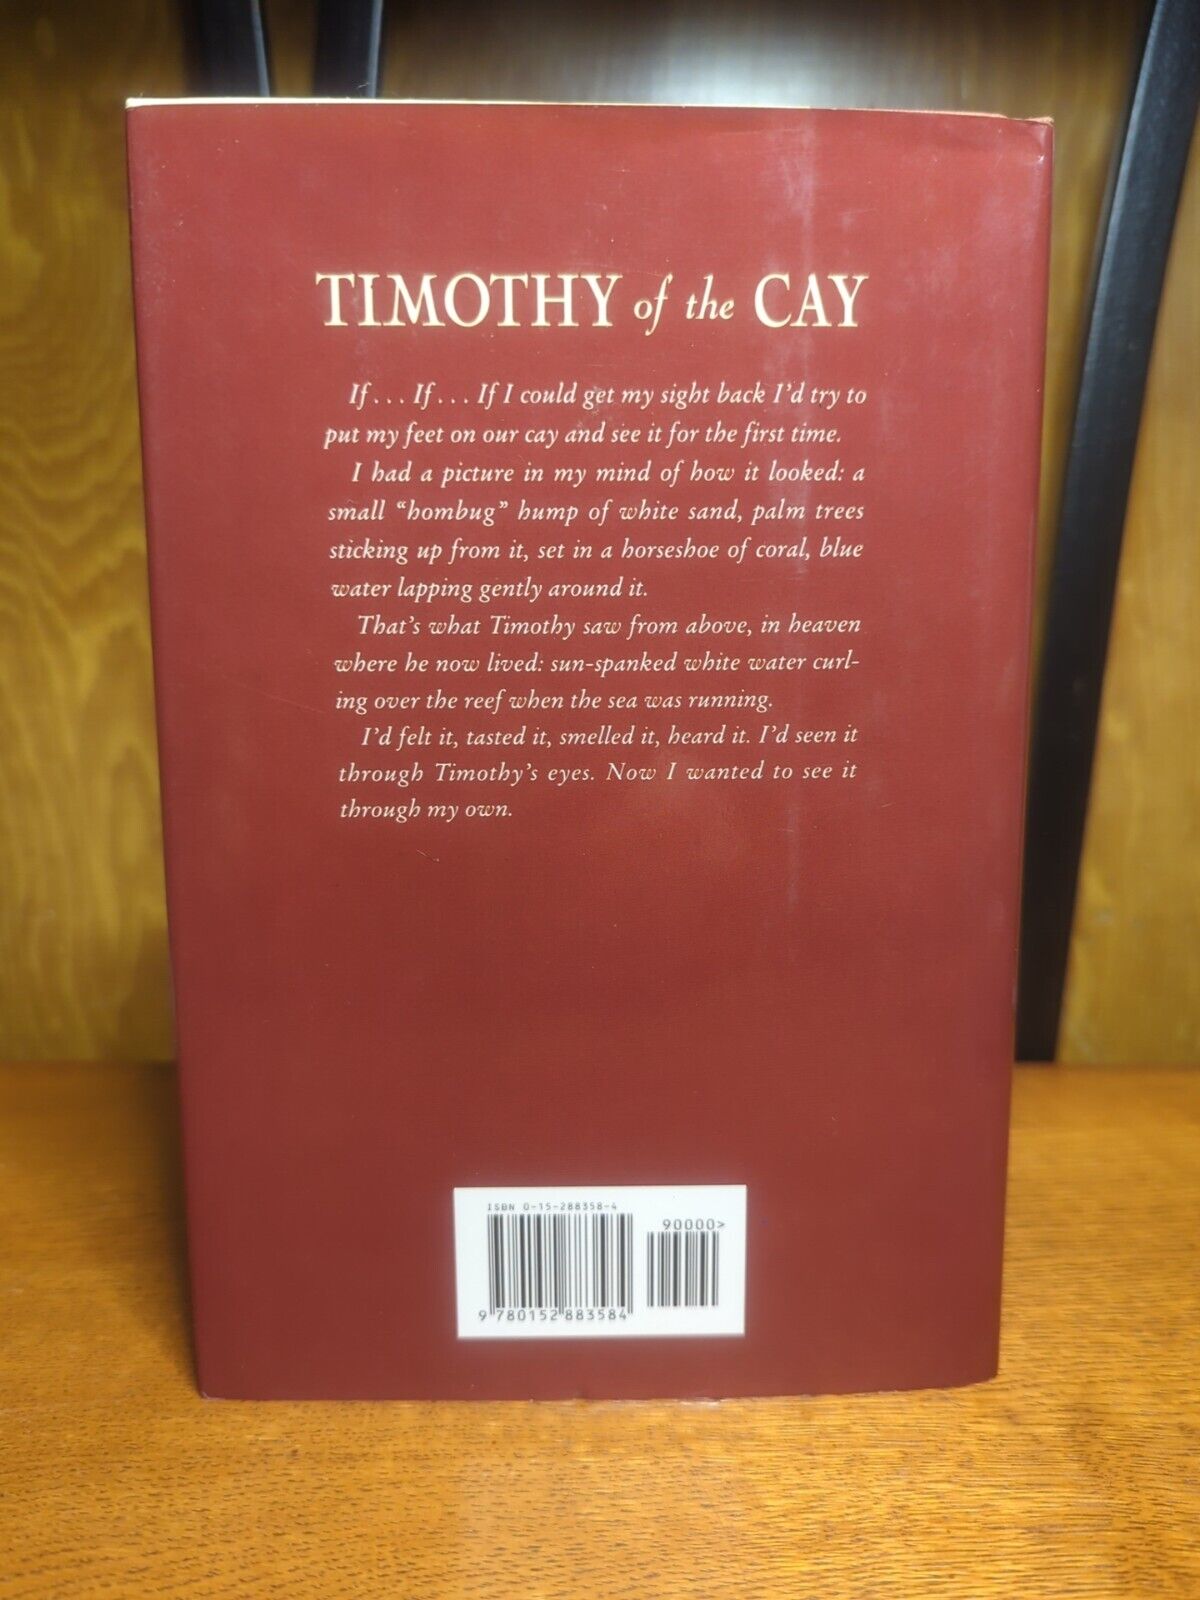 TIMOTHY of the CAY
If . . . If . . . If I could get my sight back I'd try to
put my feet on our cay and see it for the first time.
I had a picture in my mind of how it looked: a
small "hombug" hump of white sand, palm trees
sticking up from it, set in a horseshoe of coral, blue
water lapping gently around it.
That's what Timothy saw from above, in heaven
where he now lived: sun-spanked white water curl-
ing over the reef when the sea was running.
I'd felt it, tasted it, smelled it, heard it. I'd seen it
through Timothy's eyes. Now I wanted to see it
through my own.
ISBN 0-15-288358-4
90000>
9 780152 883584